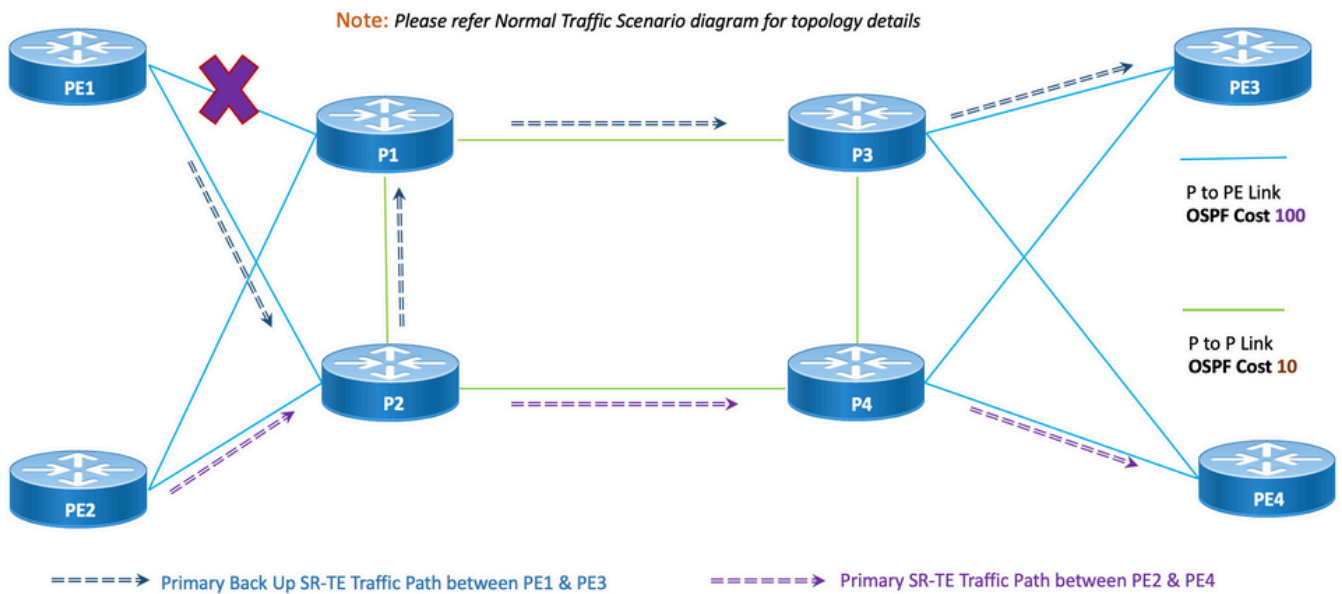 Note: Please refer Normal Traffic Scenario diagram for topology details
PE1
PE3
P1
P3
P to PE Link
OSPF Cost 100
P to P Link
OSPF Cost 10
P2
P4
PE2
PE4
Primary Back Up SR-TE Traffic Path between PE1 & PE3
Primary SR-TE Traffic Path between PE2 & PE4